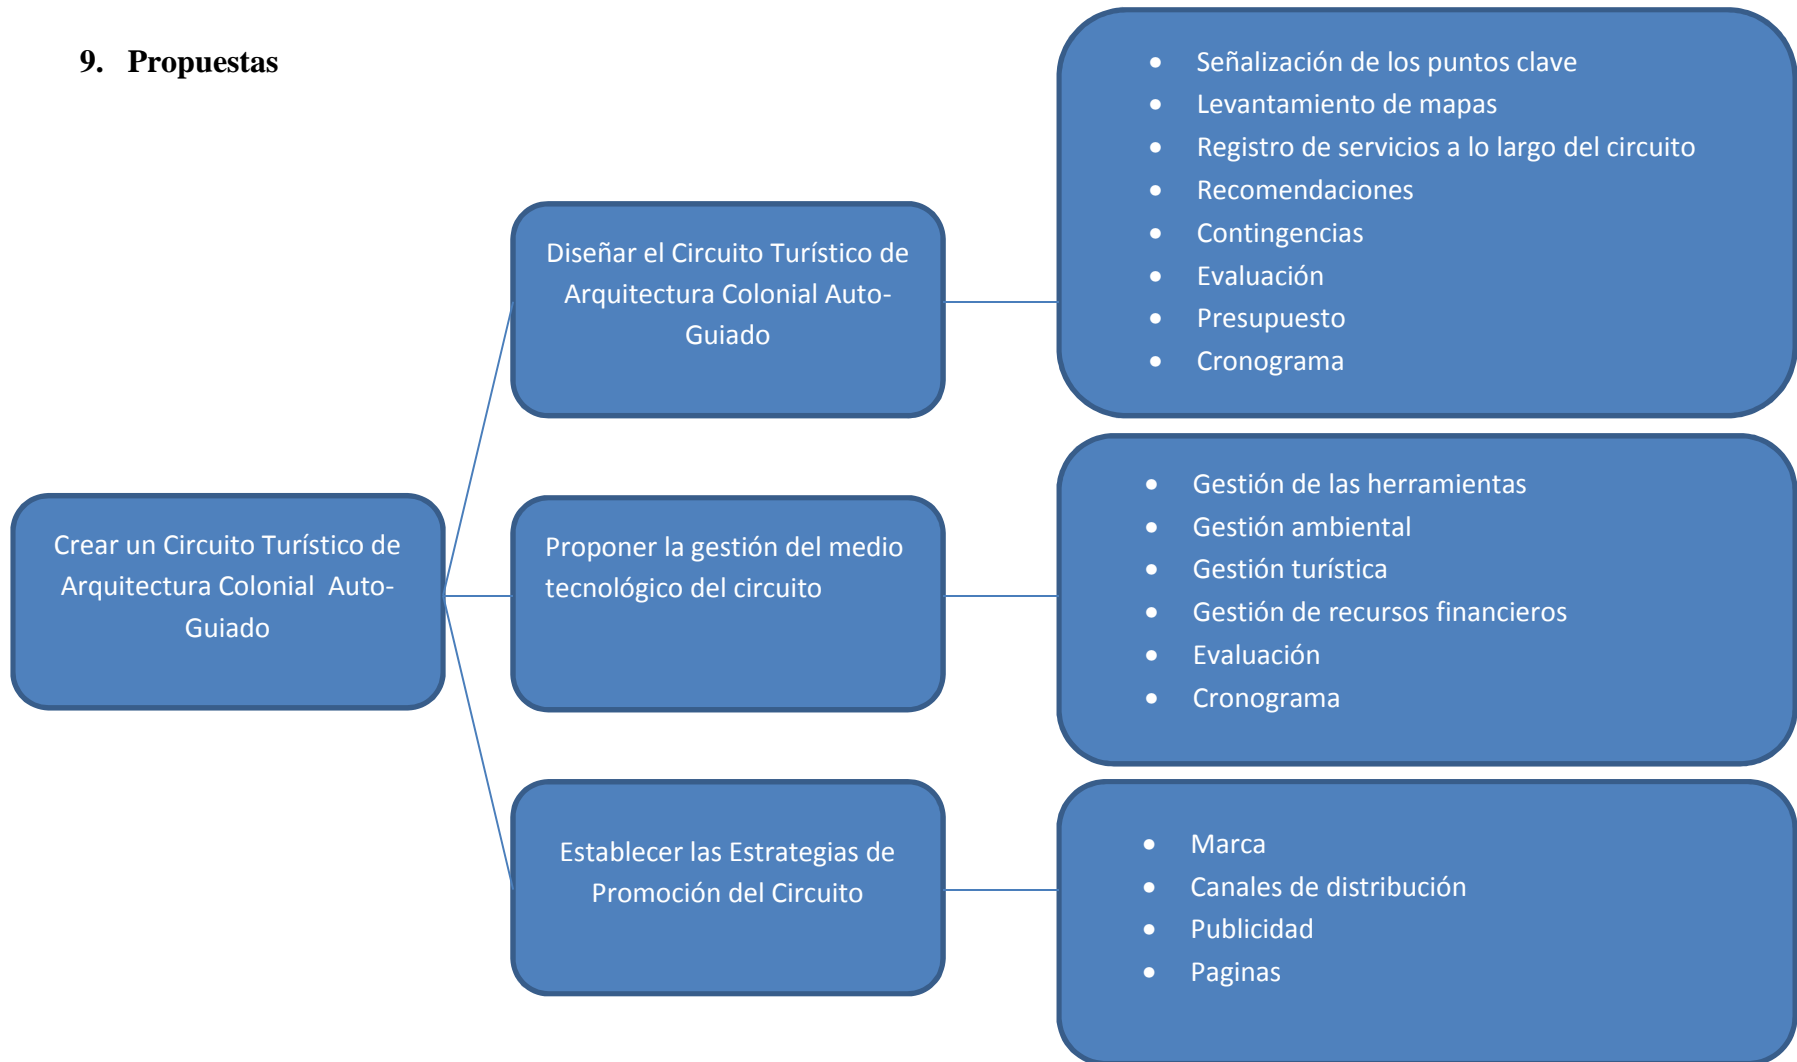 9. Propuestas
Crear un Circuito Turístico de
Arquitectura Colonial Auto-
Guiado
Diseñar el Circuito Turístico de
Arquitectura Colonial Auto-
Guiado
• Señalización de los puntos clave
• Levantamiento de mapas
• Registro de servicios a lo largo del circuito
• Recomendaciones
• Contingencias
• Evaluación
• Presupuesto
• Cronograma
Proponer la gestión del medio
tecnológico del circuito
• Gestión de las herramientas
• Gestión ambiental
• Gestión turística
• Gestión de recursos financieros
• Evaluación
• Cronograma
Establecer las Estrategias de
Promoción del Circuito
• Marca
• Canales de distribución
• Publicidad
• Paginas